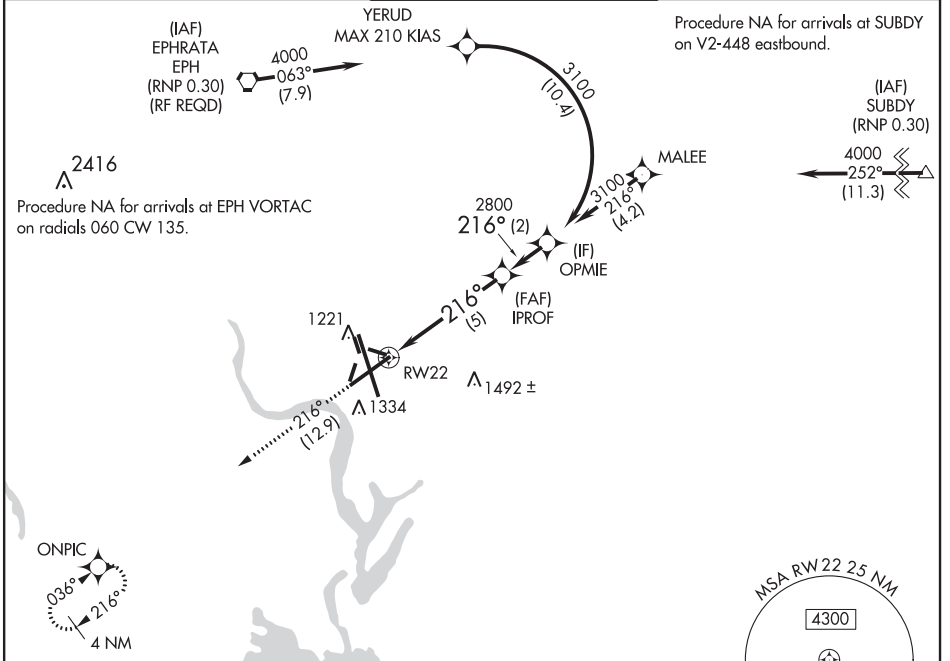 (IAF)
EPHRATA
EPH
(RNP 0.30)
(RF REQD)
4000
063°
(7.9)
YERUD
MAX 210 KIAS
3100
(10.4)
Procedure NA for arrivals at SUBDY
on V2-448 eastbound.
(IAF)
SUBDY
(RNP 0.30)
4000
252°
(11.3)
MALEE
3100
216°
(4.2)
2416
Procedure NA for arrivals at EPH VORTAC
on radials 060 CW 135.
2800
216° (2)
(IF)
OPMIE
(FAF)
IPROF
216°
(5)
1221
RW22
1492 ±
1334
216°
(12.9)
ONPIC
036°
216°
4 NM
MSA RW 22 25 NM
4300